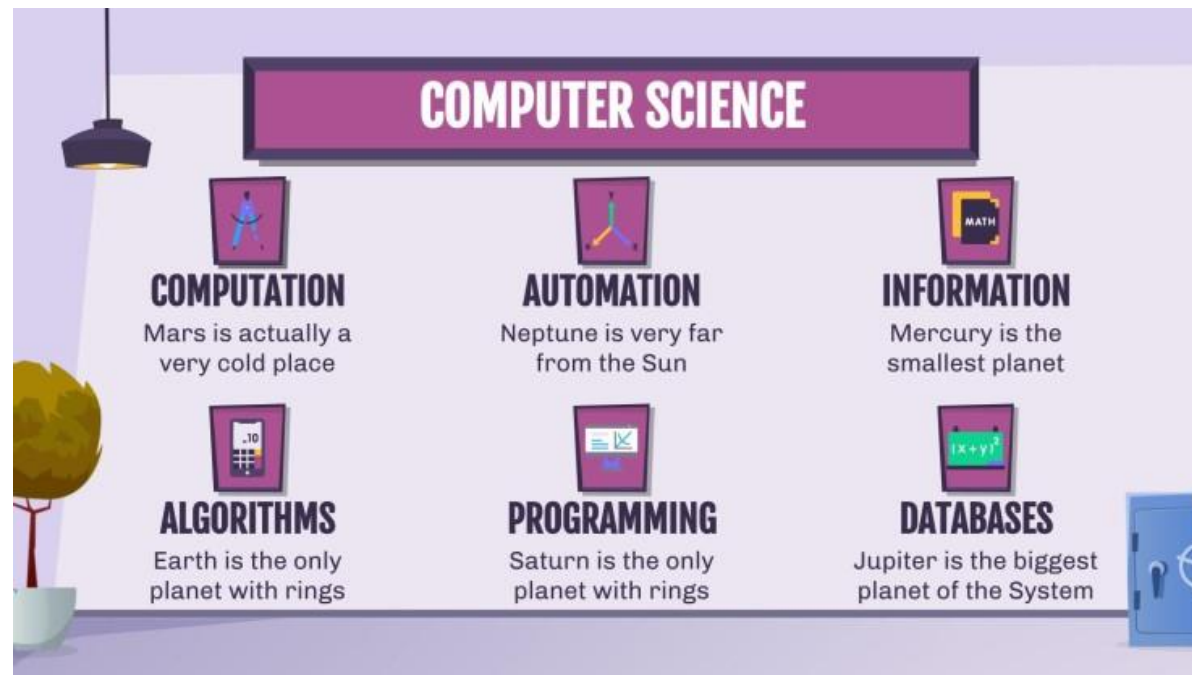 COMPUTER SCIENCE
COMPUTATION
Mars is actually a
very cold place
AUTOMATION
Neptune is very far
from the Sun
MATH
INFORMATION
Mercury is the
smallest planet
..10
ALGORITHMS
Earth is the only
planet with rings
PROGRAMMING
Saturn is the only
planet with rings
(x+y)²
DATABASES
Jupiter is the biggest
planet of the System